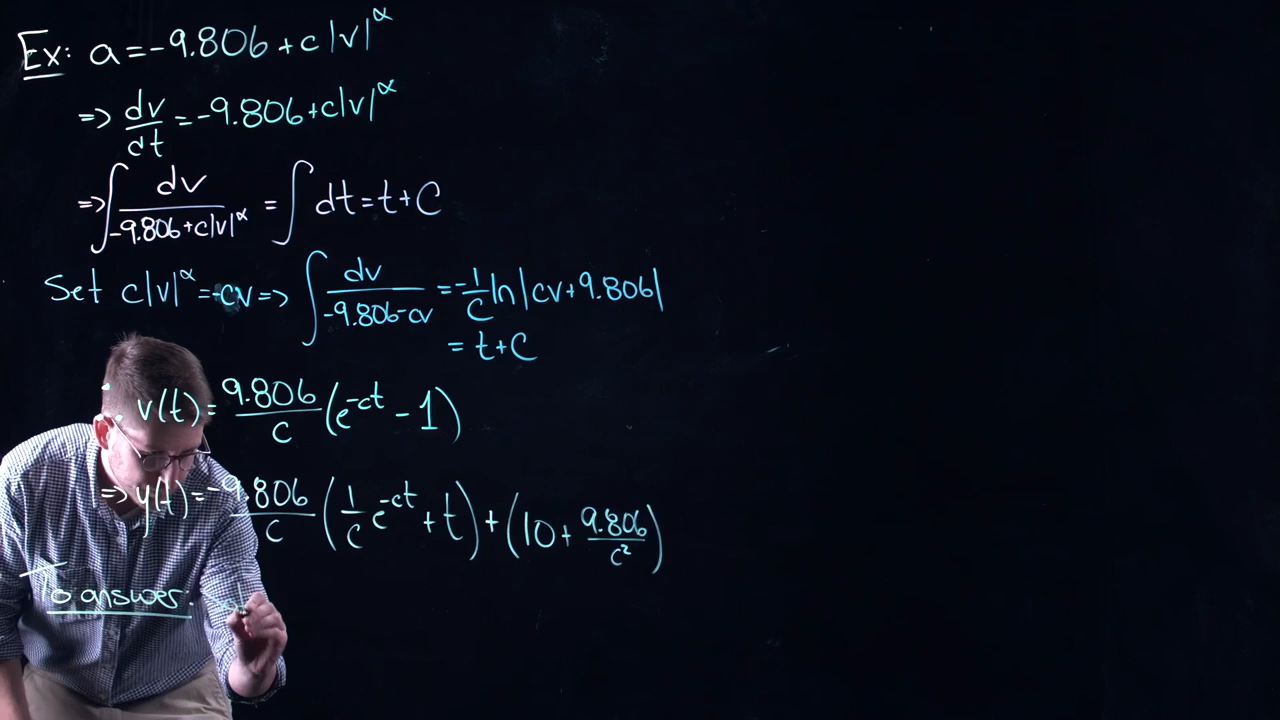 Ex: a = -9.806 + c|v|^α
=> dv/dt = -9.806 + c|v|^α
=> ∫ dv/(-9.806 + c|v|^α) = ∫ dt = t + C
Set c|v|^α = -cv => ∫ dv/(-9.806 - cv) = -1/c ln|cv + 9.806|
= t + C
∴ v(t) = 9.806/c (e^(-ct) - 1)
=> y(t) = -9.806/c (1/c e^(-ct) + t) + (10 + 9.806/c²)
To answer: